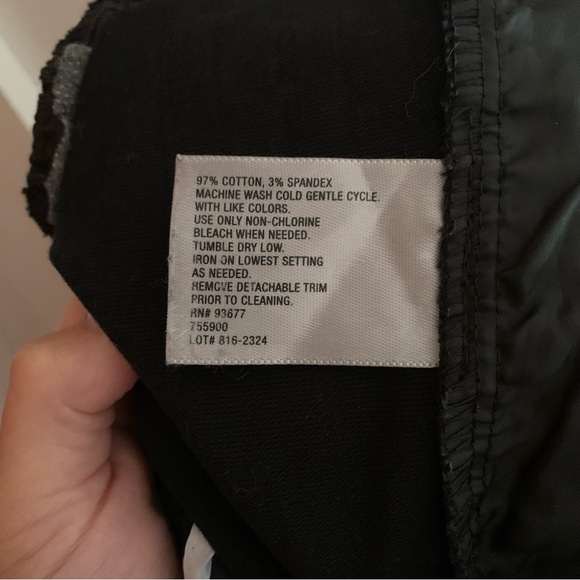 97% COTTON, 3% SPANDEX
MACHINE WASH COLD GENTLE CYCLE.
WITH LIKE COLORS.
USE ONLY NON-CHLORINE
BLEACH WHEN NEEDED.
TUMBLE DRY LOW.
IRON ON LOWEST SETTING
AS NEEDED.
REMOVE DETACHABLE TRIM
PRIOR TO CLEANING.
RN# 93677
755900
LOT# 816-2324